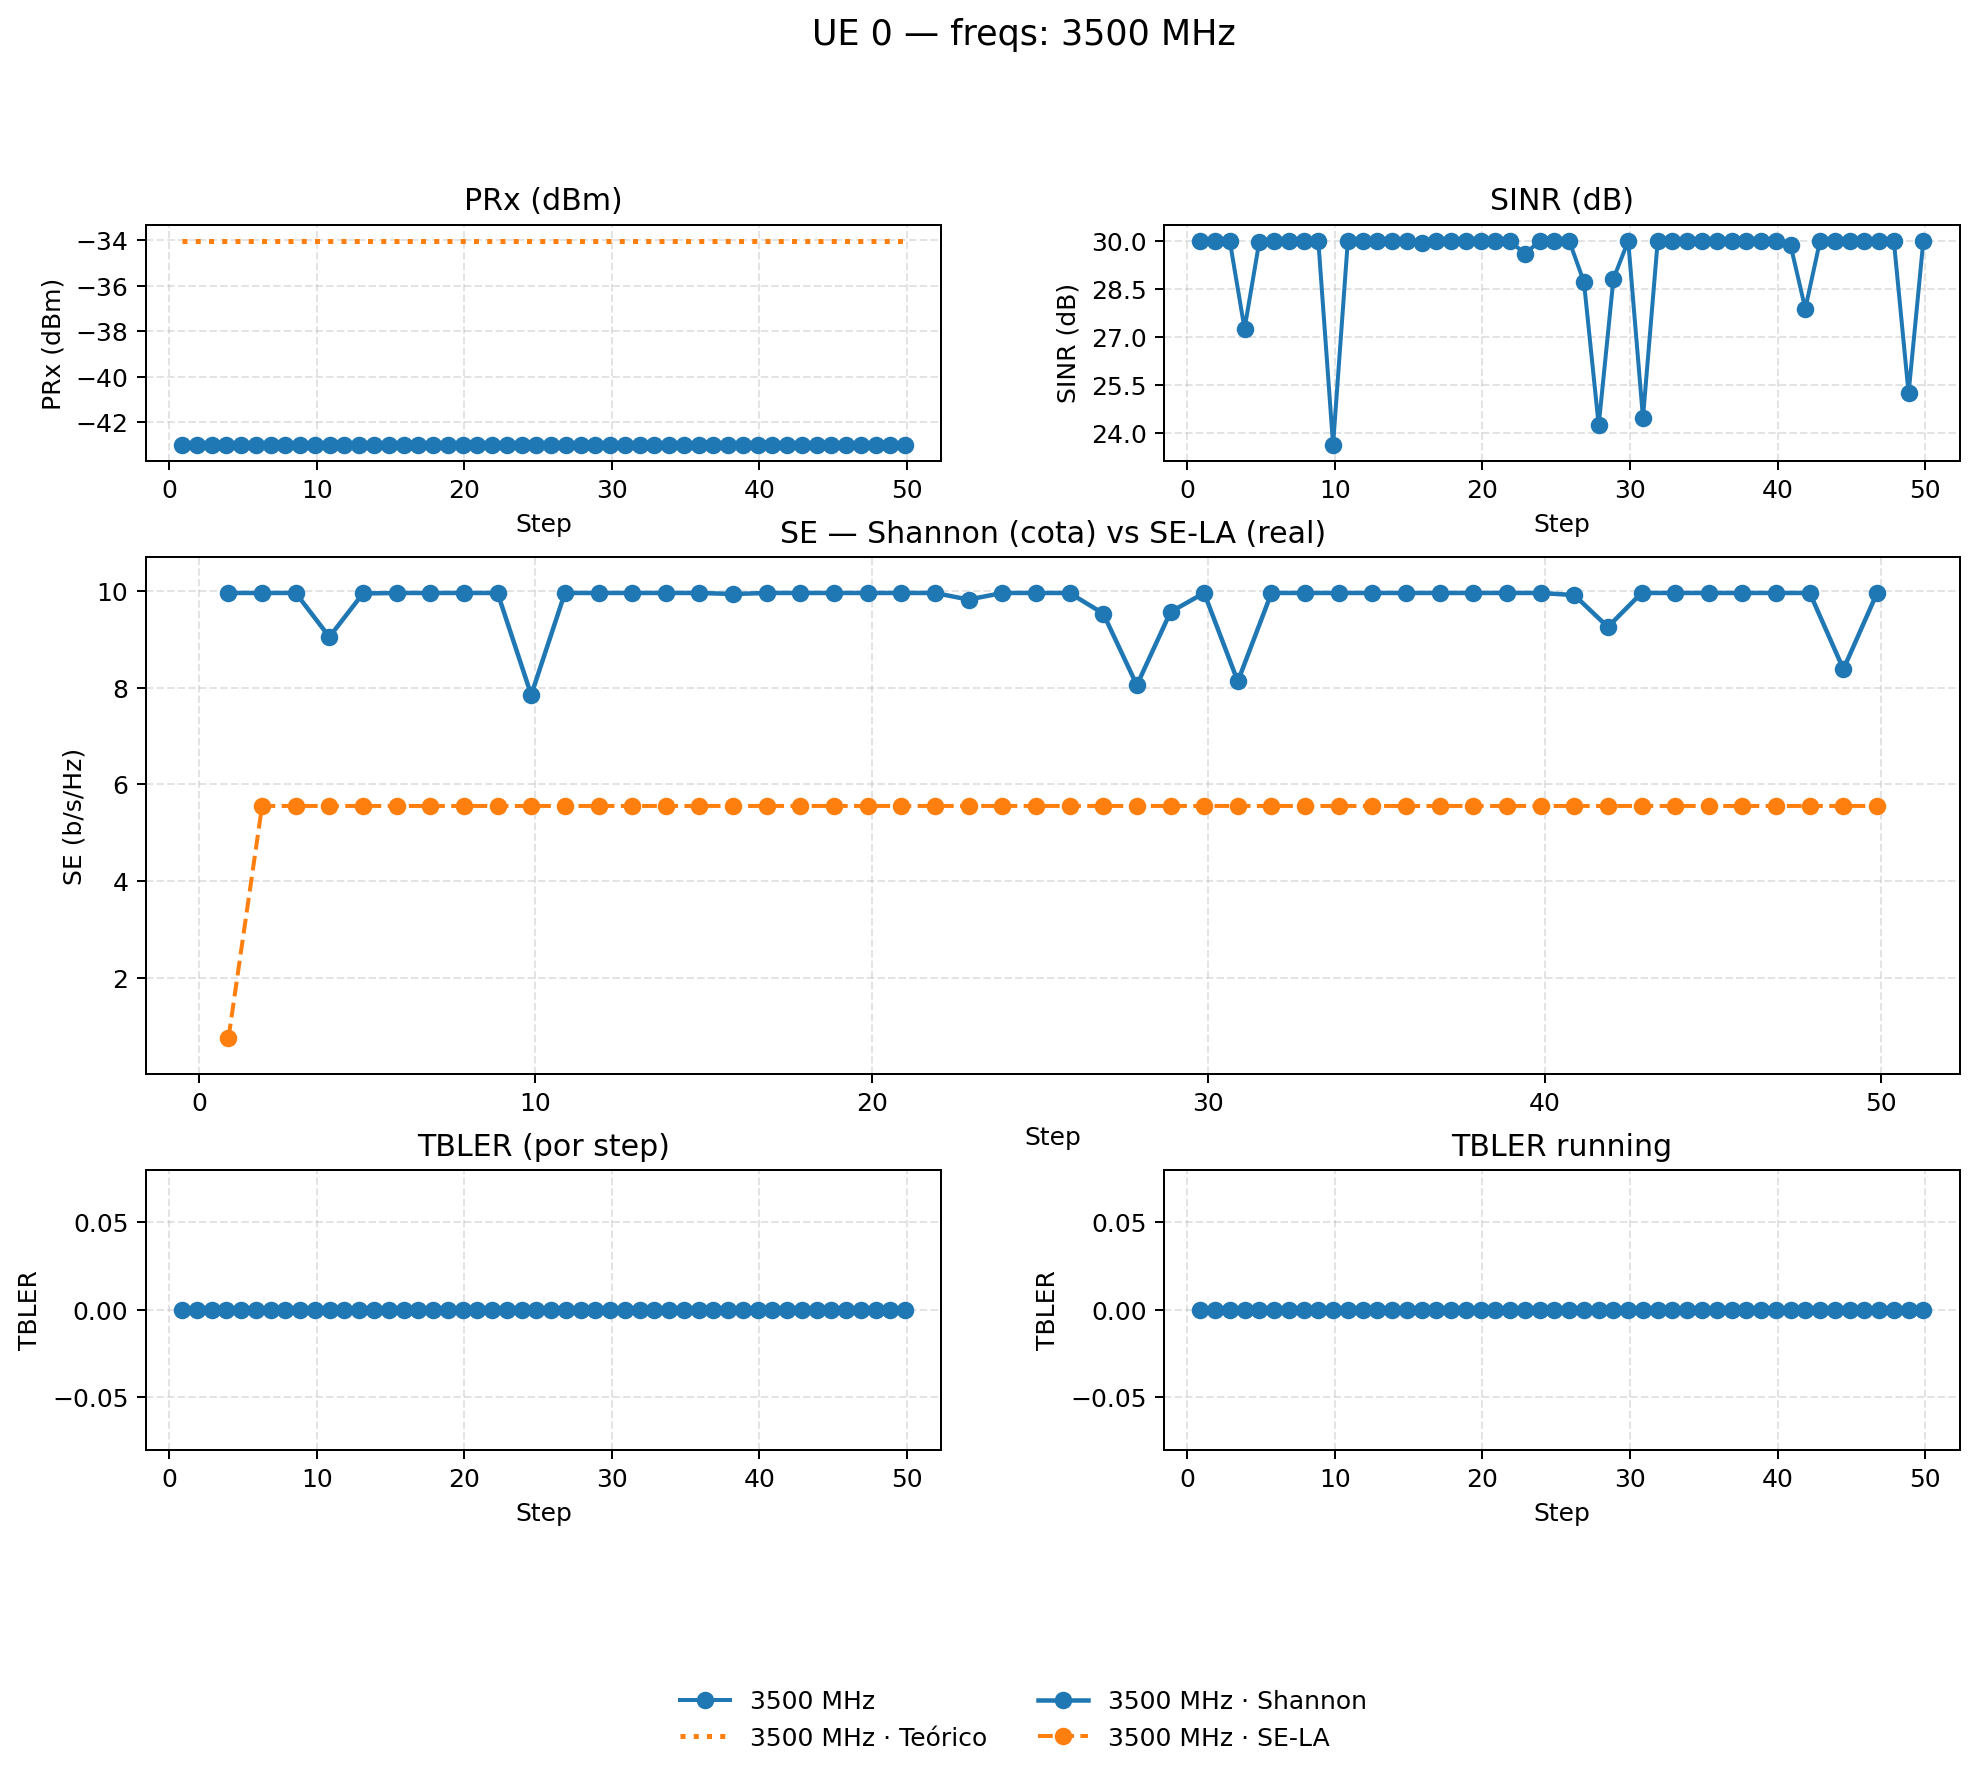 UE 0 — freqs: 3500 MHz
PRx (dBm)
PRx (dBm)
−34
−36
−38
−40
−42
0 10 20 30 40 50
Step
SINR (dB)
SINR (dB)
30.0
28.5
27.0
25.5
24.0
0 10 20 30 40 50
Step
SE — Shannon (cota) vs SE-LA (real)
SE (b/s/Hz)
10
8
6
4
2
0 10 20 30 40 50
Step
TBLER (por step)
TBLER
0.05
0.00
−0.05
0 10 20 30 40 50
Step
TBLER running
TBLER
0.05
0.00
−0.05
0 10 20 30 40 50
Step
3500 MHz
3500 MHz · Teórico
3500 MHz · Shannon
3500 MHz · SE-LA